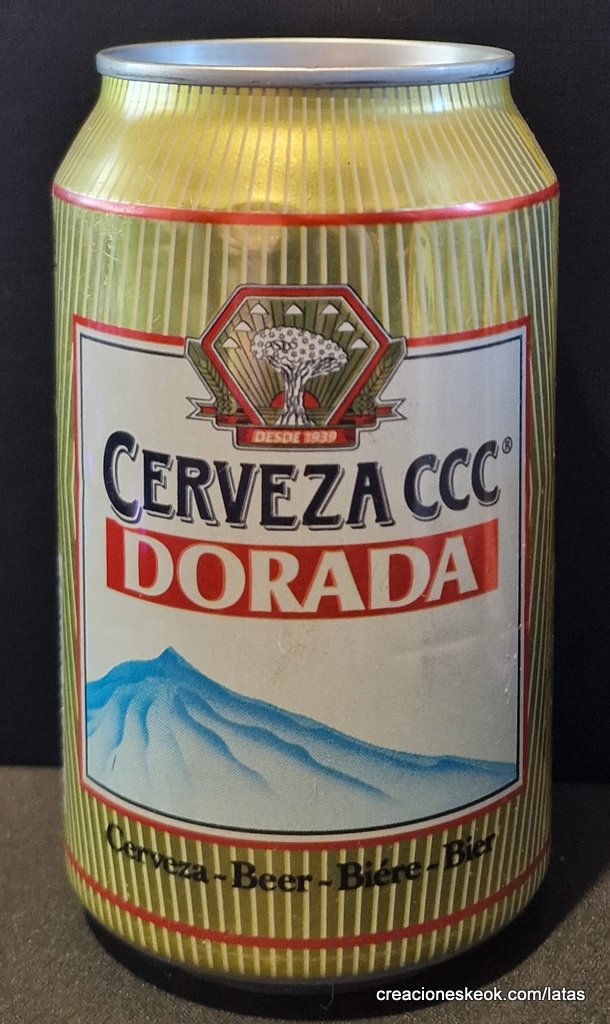 DESDE 1939
CERVEZA CCC®
DORADA
Cerveza - Beer - Biére - Bier
creacioneskeok.com/latas